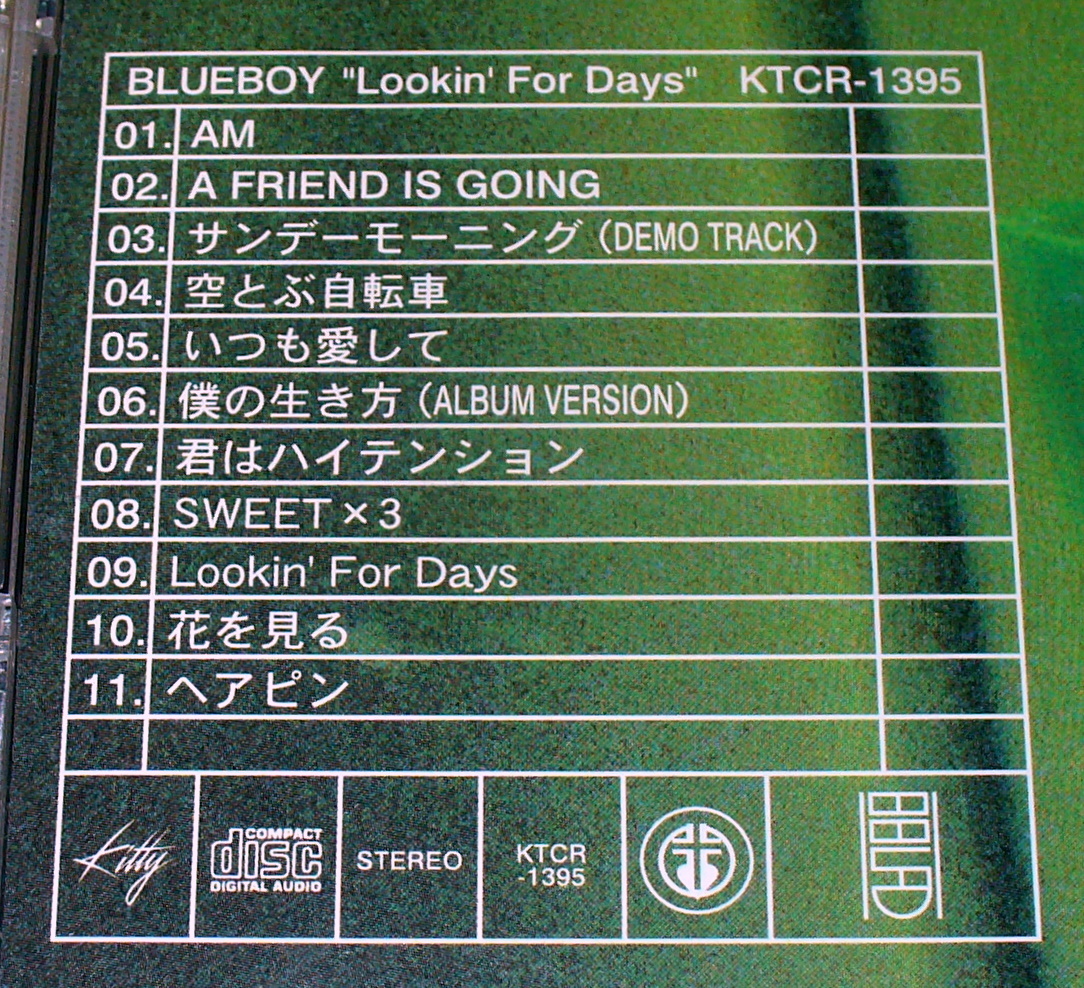 BLUEBOY "Lookin' For Days" KTCR-1395
01. AM
02. A FRIEND IS GOING
03. サンデーモーニング（DEMO TRACK）
04. 空とぶ自転車
05. いつも愛して
06. 僕の生き方（ALBUM VERSION）
07. 君はハイテンション
08. SWEET×3
09. Lookin' For Days
10. 花を見る
11. ヘアピン
Kitty
COMPACT
disc
DIGITAL AUDIO
STEREO
KTCR
-1395